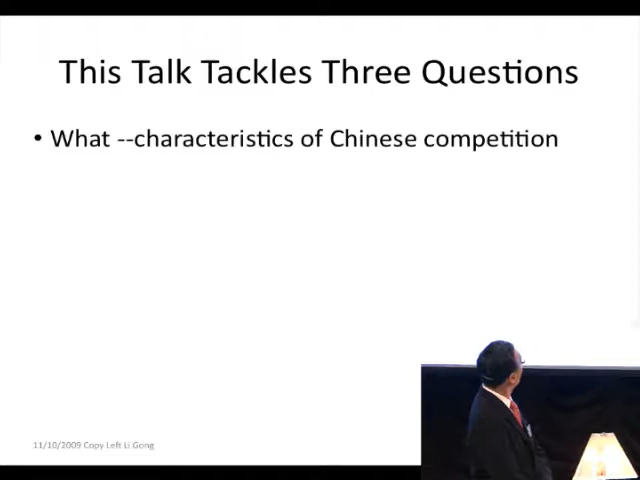 This Talk Tackles Three Questions
• What --characteristics of Chinese competition
11/10/2009 Copy Left Li Gong